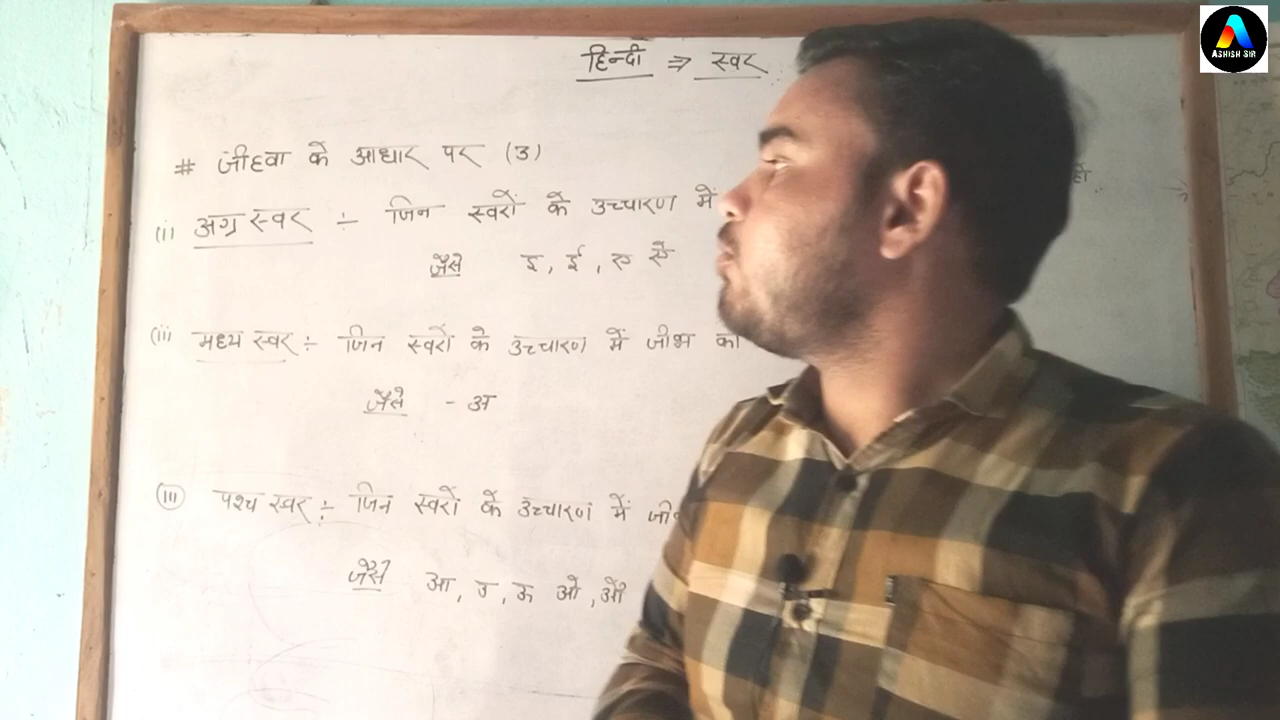 हिन्दी ⇒ स्वर
# जीहवा के आधार पर (3)
(i) अग्र स्वर ÷ जिन स्वरों के उच्चारण में हो
जैसे इ, ई, ए ऐ
(ii) मध्य स्वर ÷ जिन स्वरों के उच्चारण में जीभ का
जैसे - अ
(iii) पश्च स्वर ÷ जिन स्वरों के उच्चारण में
जैसे आ, उ, ऊ ओ, औ
ASHISH SIR